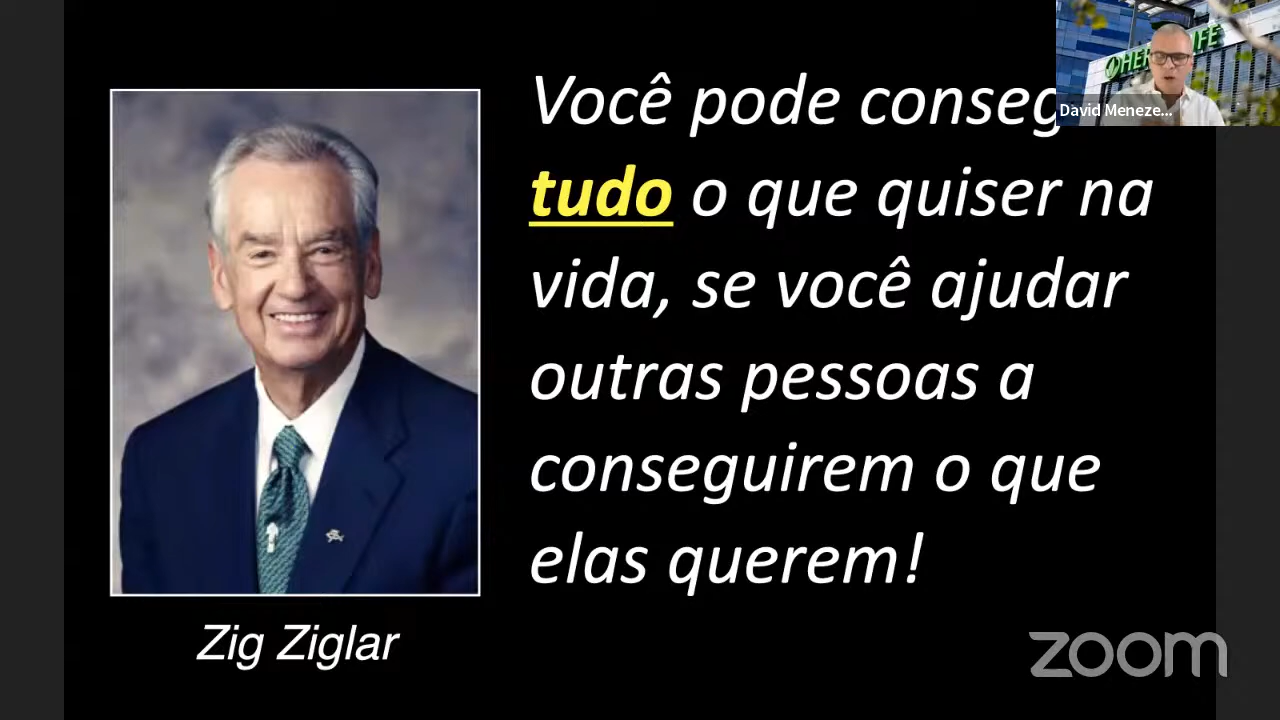 Você pode conseg
tudo o que quiser na
vida, se você ajudar
outras pessoas a
conseguirem o que
elas querem!
Zig Ziglar
David Meneze...
zoom